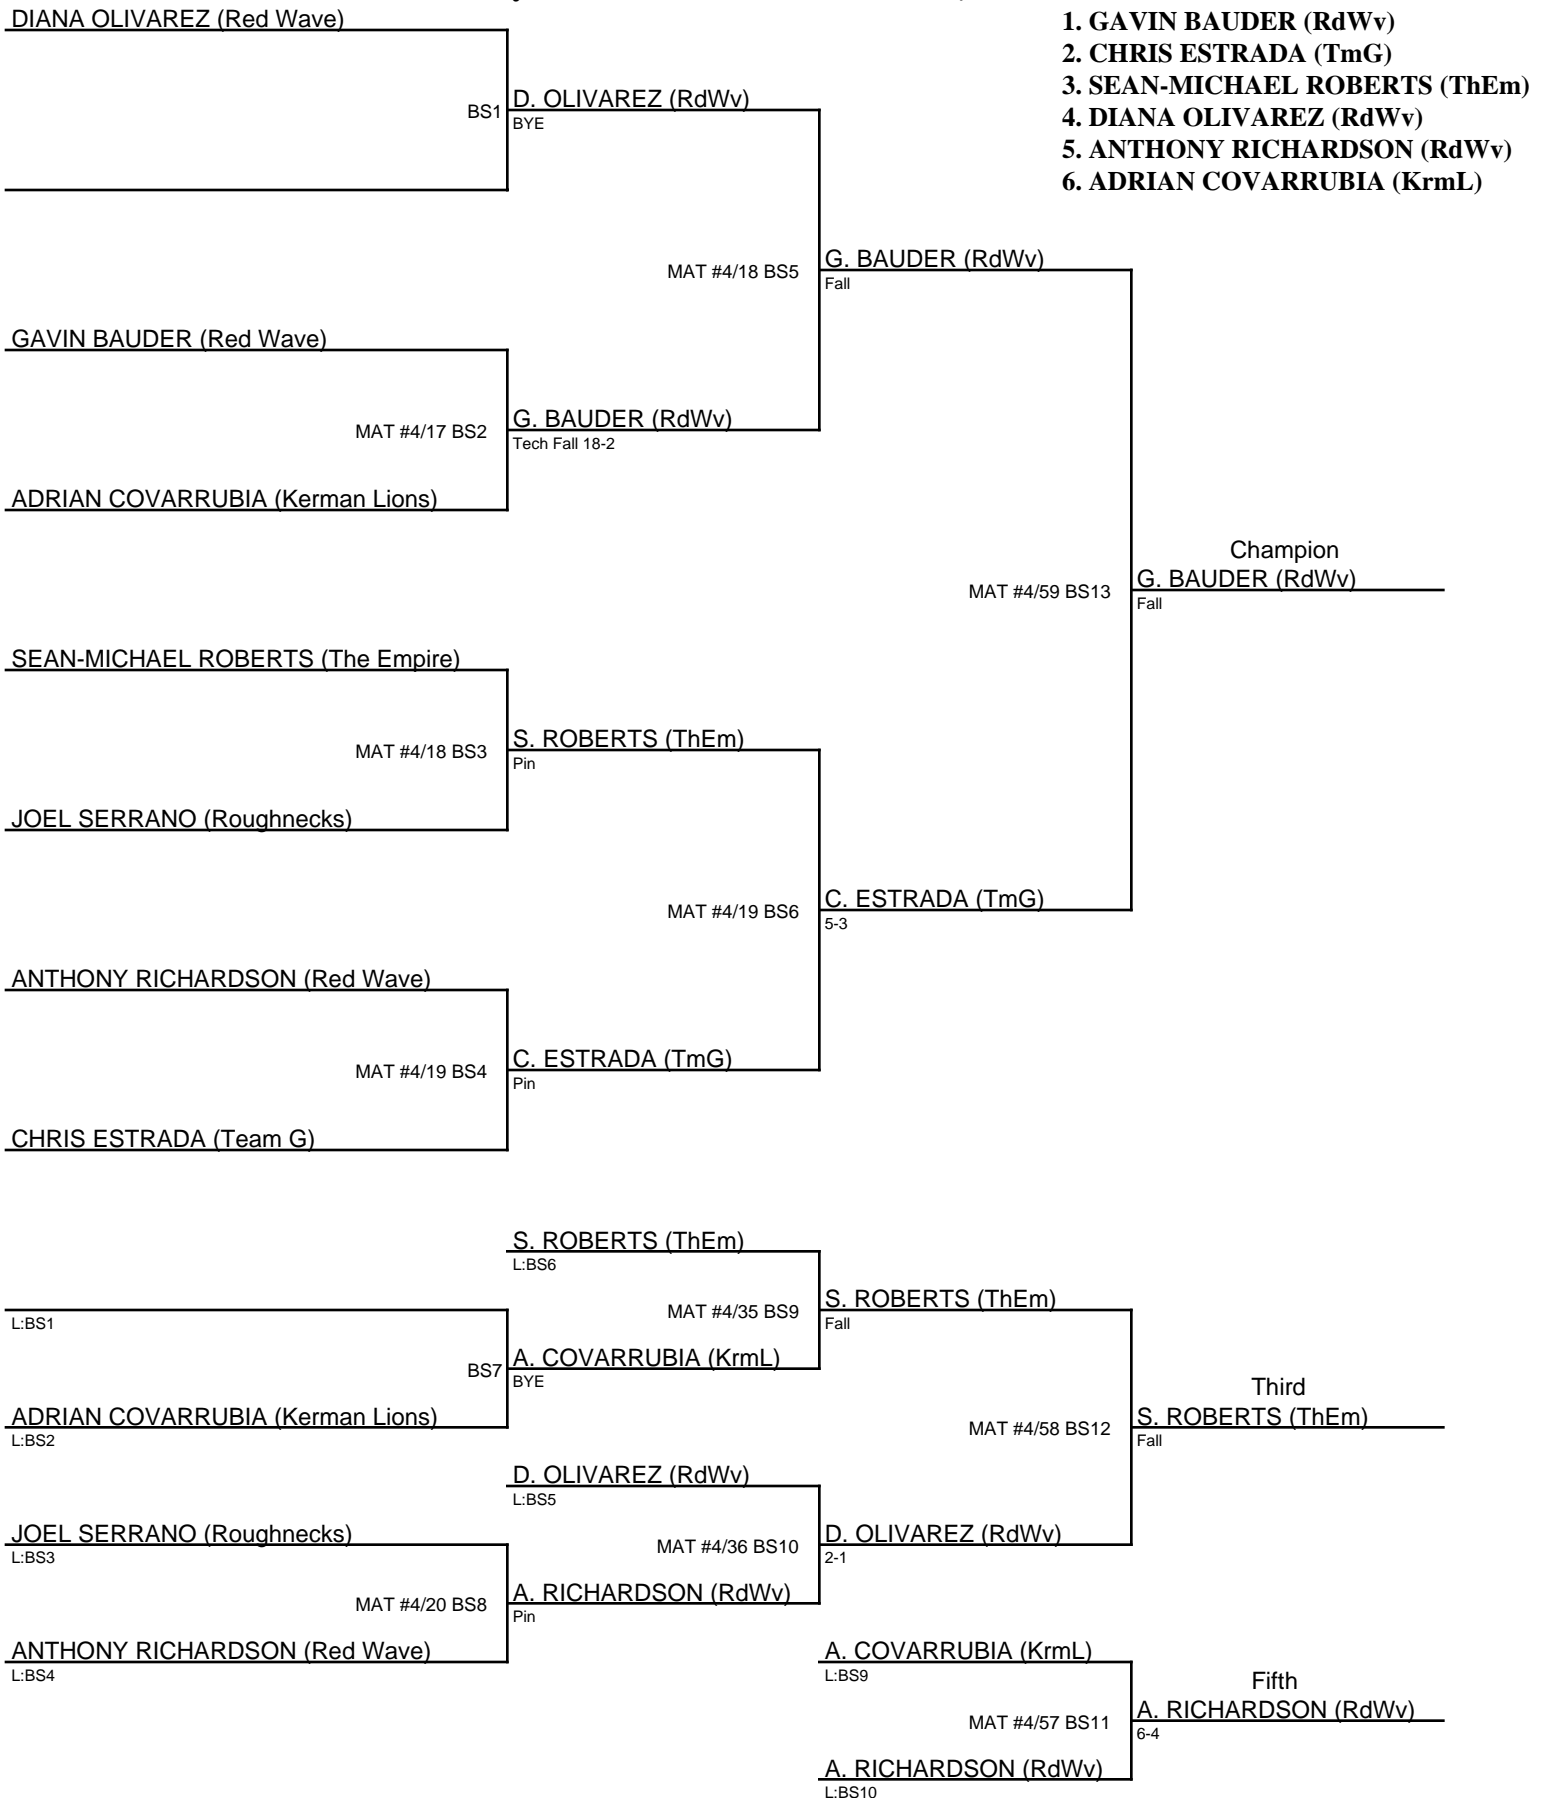 DIANA OLIVAREZ (Red Wave)
1. GAVIN BAUDER (RdWv)
2. CHRIS ESTRADA (TmG)
3. SEAN-MICHAEL ROBERTS (ThEm)
4. DIANA OLIVAREZ (RdWv)
5. ANTHONY RICHARDSON (RdWv)
6. ADRIAN COVARRUBIA (KrmL)
D. OLIVAREZ (RdWv)
BS1
BYE
G. BAUDER (RdWv)
MAT #4/18 BS5
Fall
GAVIN BAUDER (Red Wave)
G. BAUDER (RdWv)
MAT #4/17 BS2
Tech Fall 18-2
ADRIAN COVARRUBIA (Kerman Lions)
Champion
G. BAUDER (RdWv)
MAT #4/59 BS13
Fall
SEAN-MICHAEL ROBERTS (The Empire)
S. ROBERTS (ThEm)
MAT #4/18 BS3
Pin
JOEL SERRANO (Roughnecks)
C. ESTRADA (TmG)
MAT #4/19 BS6
5-3
ANTHONY RICHARDSON (Red Wave)
C. ESTRADA (TmG)
MAT #4/19 BS4
Pin
CHRIS ESTRADA (Team G)
S. ROBERTS (ThEm)
L:BS6
S. ROBERTS (ThEm)
MAT #4/35 BS9
L:BS1
Fall
A. COVARRUBIA (KrmL)
BS7
BYE
Third
ADRIAN COVARRUBIA (Kerman Lions)
S. ROBERTS (ThEm)
MAT #4/58 BS12
L:BS2
Fall
D. OLIVAREZ (RdWv)
L:BS5
JOEL SERRANO (Roughnecks)
D. OLIVAREZ (RdWv)
MAT #4/36 BS10
L:BS3
2-1
A. RICHARDSON (RdWv)
MAT #4/20 BS8
Pin
ANTHONY RICHARDSON (Red Wave)
A. COVARRUBIA (KrmL)
L:BS4
L:BS9
Fifth
A. RICHARDSON (RdWv)
MAT #4/57 BS11
6-4
A. RICHARDSON (RdWv)
L:BS10